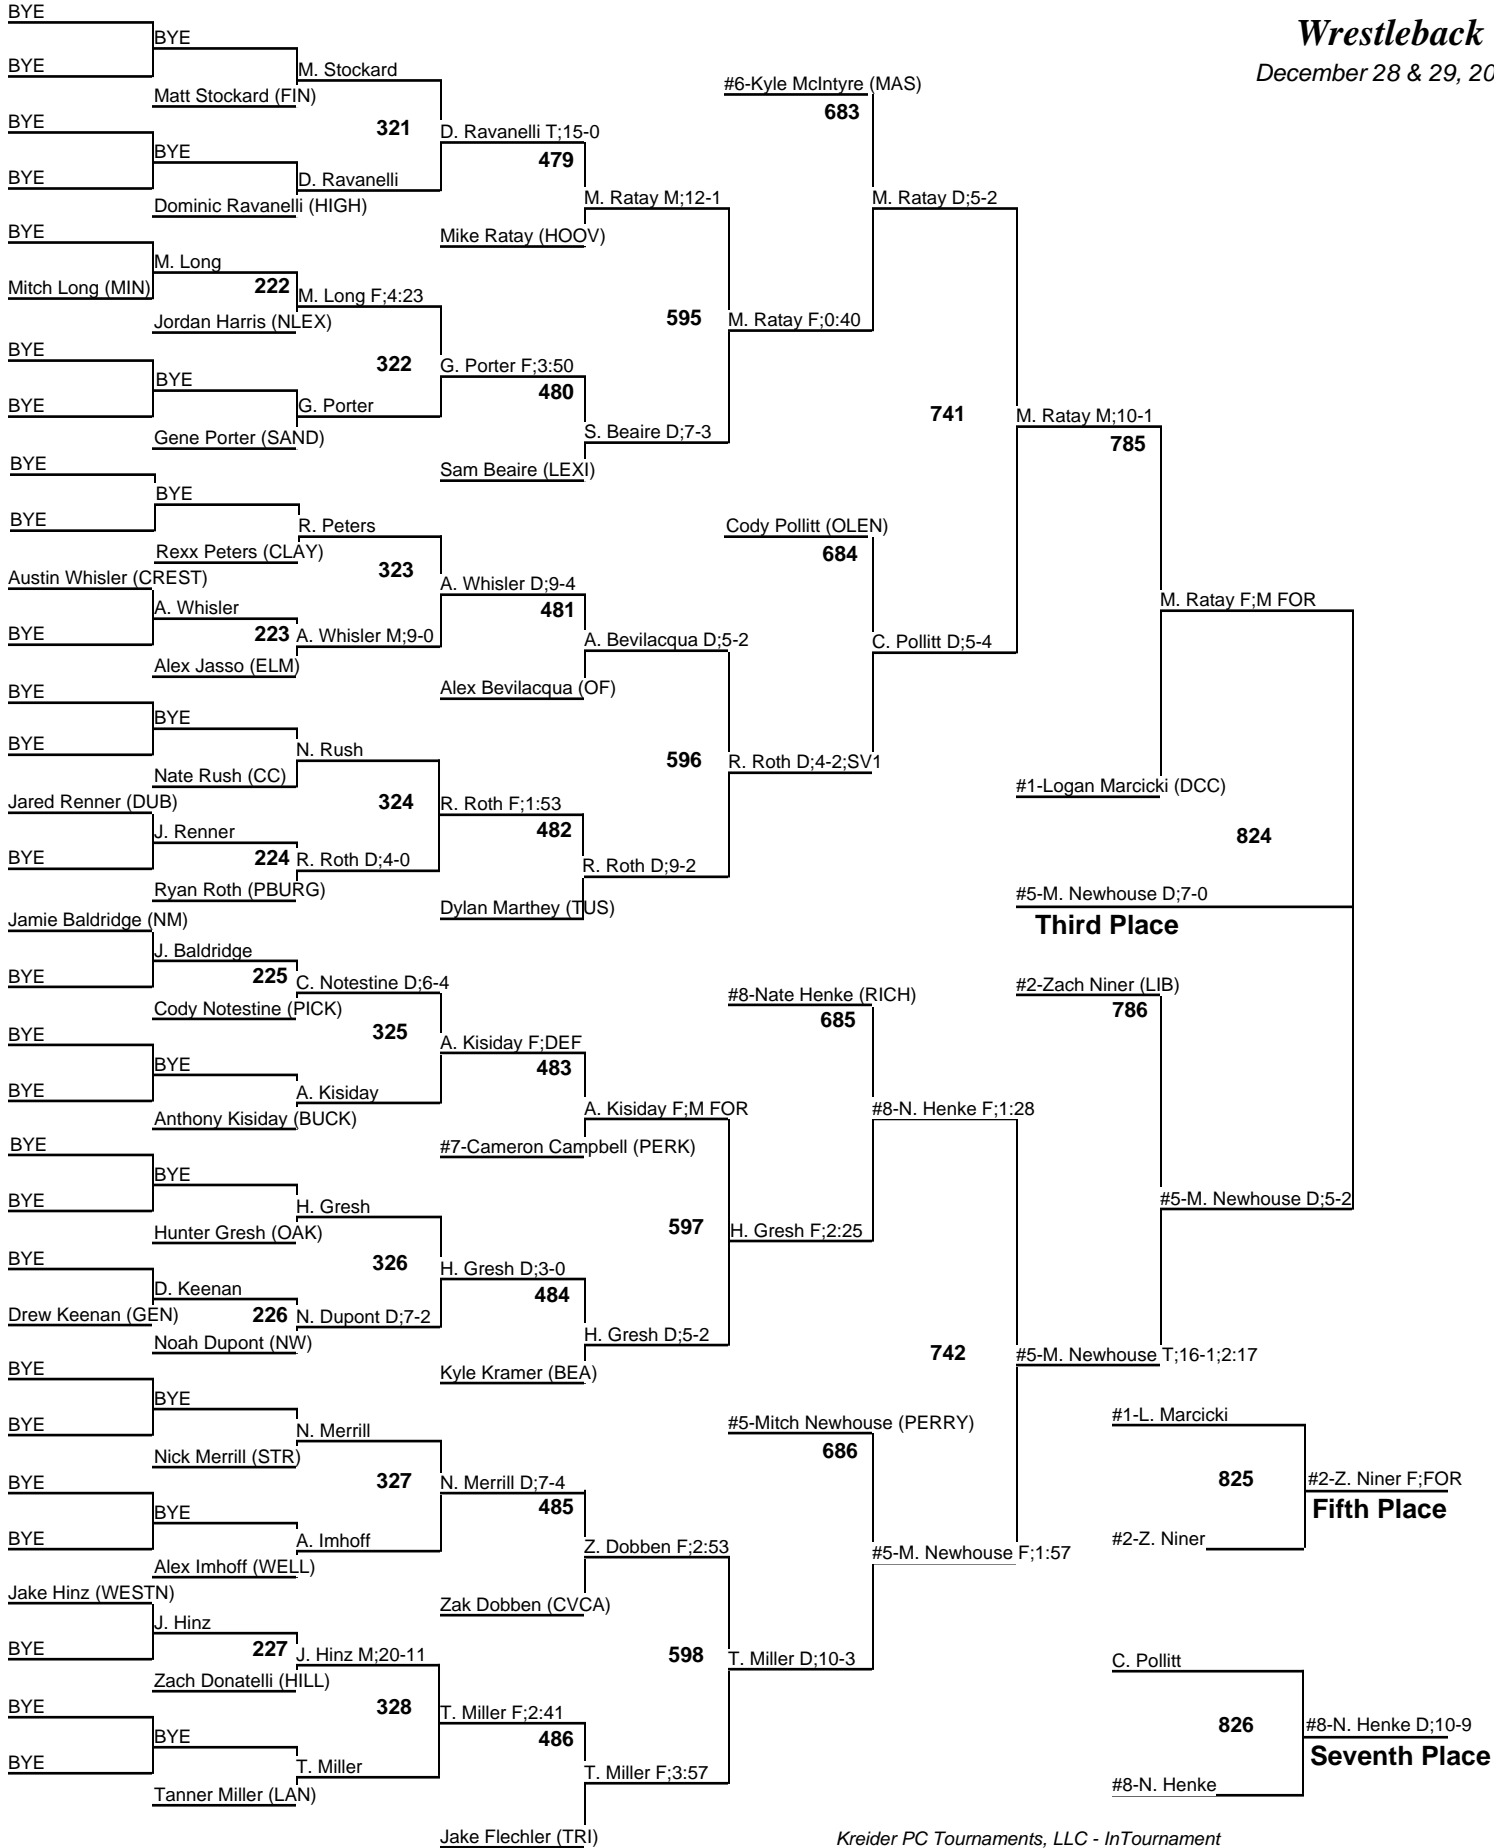 Wrestleback
December 28 & 29, 20
BYE
BYE
BYE
Matt Stockard (FIN)
M. Stockard
321
BYE
BYE
BYE
Dominic Ravanelli (HIGH)
D. Ravanelli
D. Ravanelli T;15-0
479
Mike Ratay (HOOV)
M. Ratay M;12-1
BYE
Mitch Long (MIN)
M. Long
222
Jordan Harris (NLEX)
M. Long F;4:23
322
BYE
BYE
BYE
Gene Porter (SAND)
G. Porter
G. Porter F;3:50
480
Sam Beaire (LEXI)
S. Beaire D;7-3
595
M. Ratay F;0:40
#6-Kyle McIntyre (MAS)
683
M. Ratay D;5-2
BYE
BYE
BYE
Rexx Peters (CLAY)
R. Peters
323
Austin Whisler (CREST)
BYE
A. Whisler
223
Alex Jasso (ELM)
A. Whisler M;9-0
A. Whisler D;9-4
481
Alex Bevilacqua (OF)
A. Bevilacqua D;5-2
BYE
BYE
BYE
Nate Rush (CC)
N. Rush
324
Jared Renner (DUB)
BYE
J. Renner
224
Ryan Roth (PBURG)
R. Roth D;4-0
R. Roth F;1:53
482
Dylan Marthey (TUS)
R. Roth D;9-2
596
R. Roth D;4-2;SV1
Cody Pollitt (OLEN)
684
C. Pollitt D;5-4
741
M. Ratay M;10-1
785
#1-Logan Marcicki (DCC)
M. Ratay F;M FOR
824
#5-M. Newhouse D;7-0
Third Place
Jamie Baldridge (NM)
BYE
J. Baldridge
225
Cody Notestine (PICK)
C. Notestine D;6-4
325
BYE
BYE
BYE
Anthony Kisiday (BUCK)
A. Kisiday
A. Kisiday F;DEF
483
#7-Cameron Campbell (PERK)
A. Kisiday F;M FOR
BYE
BYE
BYE
Hunter Gresh (OAK)
H. Gresh
326
BYE
Drew Keenan (GEN)
D. Keenan
226
Noah Dupont (NW)
N. Dupont D;7-2
H. Gresh D;3-0
484
Kyle Kramer (BEA)
H. Gresh D;5-2
597
H. Gresh F;2:25
#8-Nate Henke (RICH)
685
#8-N. Henke F;1:28
BYE
BYE
BYE
Nick Merrill (STR)
N. Merrill
327
BYE
BYE
BYE
Alex Imhoff (WELL)
A. Imhoff
N. Merrill D;7-4
485
Zak Dobben (CVCA)
Z. Dobben F;2:53
Jake Hinz (WESTN)
BYE
J. Hinz
227
Zach Donatelli (HILL)
J. Hinz M;20-11
328
BYE
BYE
BYE
Tanner Miller (LAN)
T. Miller
T. Miller F;2:41
486
Jake Flechler (TRI)
T. Miller F;3:57
598
T. Miller D;10-3
#5-Mitch Newhouse (PERRY)
686
#5-M. Newhouse F;1:57
742
#5-M. Newhouse T;16-1;2:17
#2-Zach Niner (LIB)
786
#5-M. Newhouse D;5-2
#1-L. Marcicki
825
#2-Z. Niner
#2-Z. Niner F;FOR
Fifth Place
C. Pollitt
826
#8-N. Henke
#8-N. Henke D;10-9
Seventh Place
Kreider PC Tournaments, LLC - InTournament